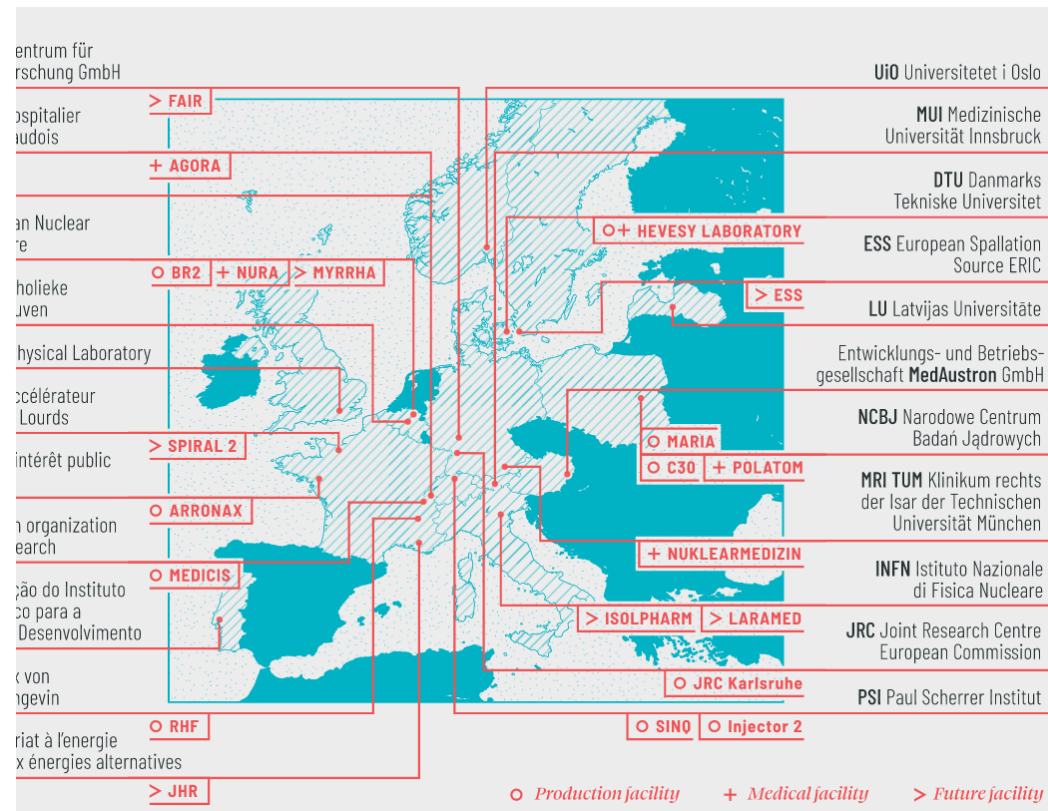 entrum für
rschung GmbH
> FAIR
ospitalier
audois
+ AGORA
an Nuclear
re
O BR2
+ NURA
> MYRRHA
holieke
uven
hysical Laboratory
ccélérateur
Lourds
> SPIRAL 2
intérêt public
O ARRONAX
n organization
search
O MEDICIS
ção do Instituto
co para a
Desenvolvimento
x von
ngevin
O RHF
riat à l'energie
x énergies alternatives
> JHR
UiO Universitetet i Oslo
MUI Medizinische
Universität Innsbruck
DTU Danmarks
Tekniske Universitet
O+ HEVESY LABORATORY
ESS European Spallation
Source ERIC
> ESS
LU Latvijas Universitāte
Entwicklungs- und Betriebs-
gesellschaft MedAustron GmbH
NCBJ Narodowe Centrum
Badań Jądrowych
O MARIA
O C30
+ POLATOM
MRI TUM Klinikum rechts
der Isar der Technischen
Universität München
+ NUKLEARMEDIZIN
INFN Istituto Nazionale
di Fisica Nucleare
> ISOLPHARM
> LARAMED
JRC Joint Research Centre
European Commission
O JRC Karlsruhe
PSI Paul Scherrer Institut
O SINQ
O Injector 2
O Production facility
+ Medical facility
> Future facility